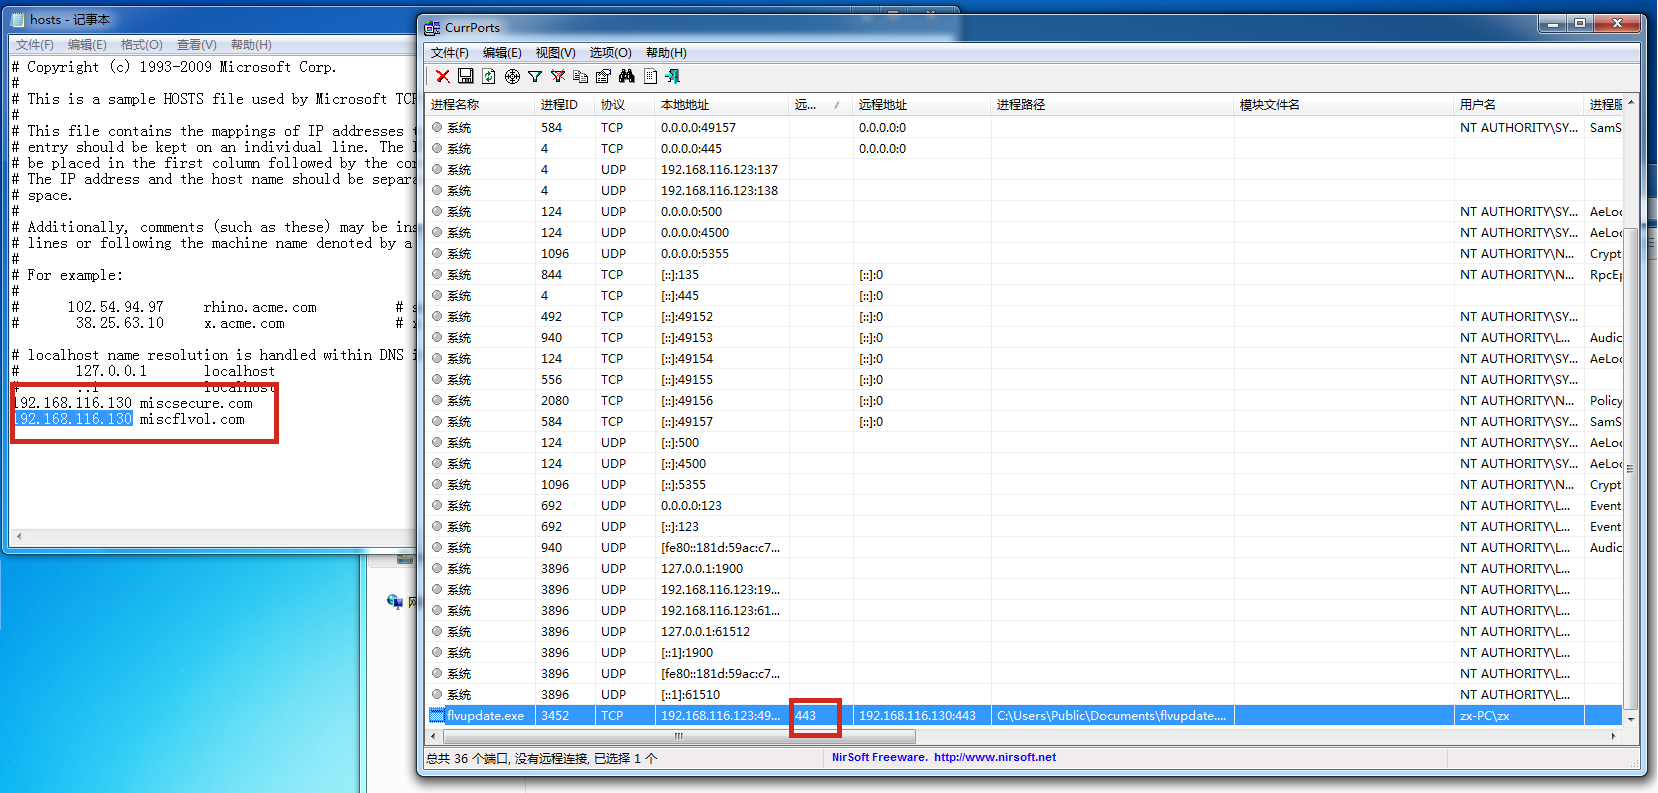 hosts - 记事本
文件(F) 编辑(E) 格式(O) 查看(V) 帮助(H)
# Copyright (c) 1993-2009 Microsoft Corp.
#
# This is a sample HOSTS file used by Microsoft TCP
#
# This file contains the mappings of IP addresses
# entry should be kept on an individual line. The
# be placed in the first column followed by the
# The IP address and the host name should be
# space.
#
# Additionally, comments (such as these) may be
# lines or following the machine name denoted by a
#
# For example:
#
# 102.54.94.97 rhino.acme.com #
# 38.25.63.10 x.acme.com #
# localhost name resolution is handled within DNS
# 127.0.0.1 localhost
# ::1 localhost
192.168.116.130 miscsecure.com
192.168.116.130 miscflvol.com
CurrPorts
文件(F) 编辑(E) 视图(V) 选项(O) 帮助(H)
进程名称 进程ID 协议 本地地址 远... 远程地址 进程路径 模块文件名 用户名 进程服
系统 584 TCP 0.0.0.0:49157 0.0.0.0:0 NT AUTHORITY\SY... SamS
系统 4 TCP 0.0.0.0:445 0.0.0.0:0
系统 4 UDP 192.168.116.123:137
系统 4 UDP 192.168.116.123:138
系统 124 UDP 0.0.0.0:500 NT AUTHORITY\SY... AeLoo
系统 124 UDP 0.0.0.0:4500 NT AUTHORITY\SY... AeLoo
系统 1096 UDP 0.0.0.0:5355 NT AUTHORITY\N... Crypt
系统 844 TCP [::]:135 [::]:0 NT AUTHORITY\N... RpcEp
系统 4 TCP [::]:445 [::]:0
系统 492 TCP [::]:49152 [::]:0 NT AUTHORITY\SY...
系统 940 TCP [::]:49153 [::]:0 NT AUTHORITY\L... Audio
系统 124 TCP [::]:49154 [::]:0 NT AUTHORITY\SY... AeLoo
系统 556 TCP [::]:49155 [::]:0 NT AUTHORITY\SY...
系统 2080 TCP [::]:49156 [::]:0 NT AUTHORITY\N... Policy
系统 584 TCP [::]:49157 [::]:0 NT AUTHORITY\SY... SamS
系统 124 UDP [::]:500 NT AUTHORITY\SY... AeLoo
系统 124 UDP [::]:4500 NT AUTHORITY\SY... AeLoo
系统 1096 UDP [::]:5355 NT AUTHORITY\N... Crypt
系统 692 UDP 0.0.0.0:123 NT AUTHORITY\L... Event
系统 692 UDP [::]:123 NT AUTHORITY\L... Event
系统 940 UDP [fe80::181d:59ac:c7... NT AUTHORITY\L... Audio
系统 3896 UDP 127.0.0.1:1900 NT AUTHORITY\L...
系统 3896 UDP 192.168.116.123:19... NT AUTHORITY\L...
系统 3896 UDP 192.168.116.123:61... NT AUTHORITY\L...
系统 3896 UDP 127.0.0.1:61512 NT AUTHORITY\L...
系统 3896 UDP [::1]:1900 NT AUTHORITY\L...
系统 3896 UDP [fe80::181d:59ac:c7... NT AUTHORITY\L...
系统 3896 UDP [::1]:61510 NT AUTHORITY\L...
flvupdate.exe 3452 TCP 192.168.116.123:49... 443 192.168.116.130:443 C:\Users\Public\Documents\flvupdate.... zx-PC\zx
总共 36 个端口, 没有远程连接, 已选择 1 个 NirSoft Freeware. http://www.nirsoft.net